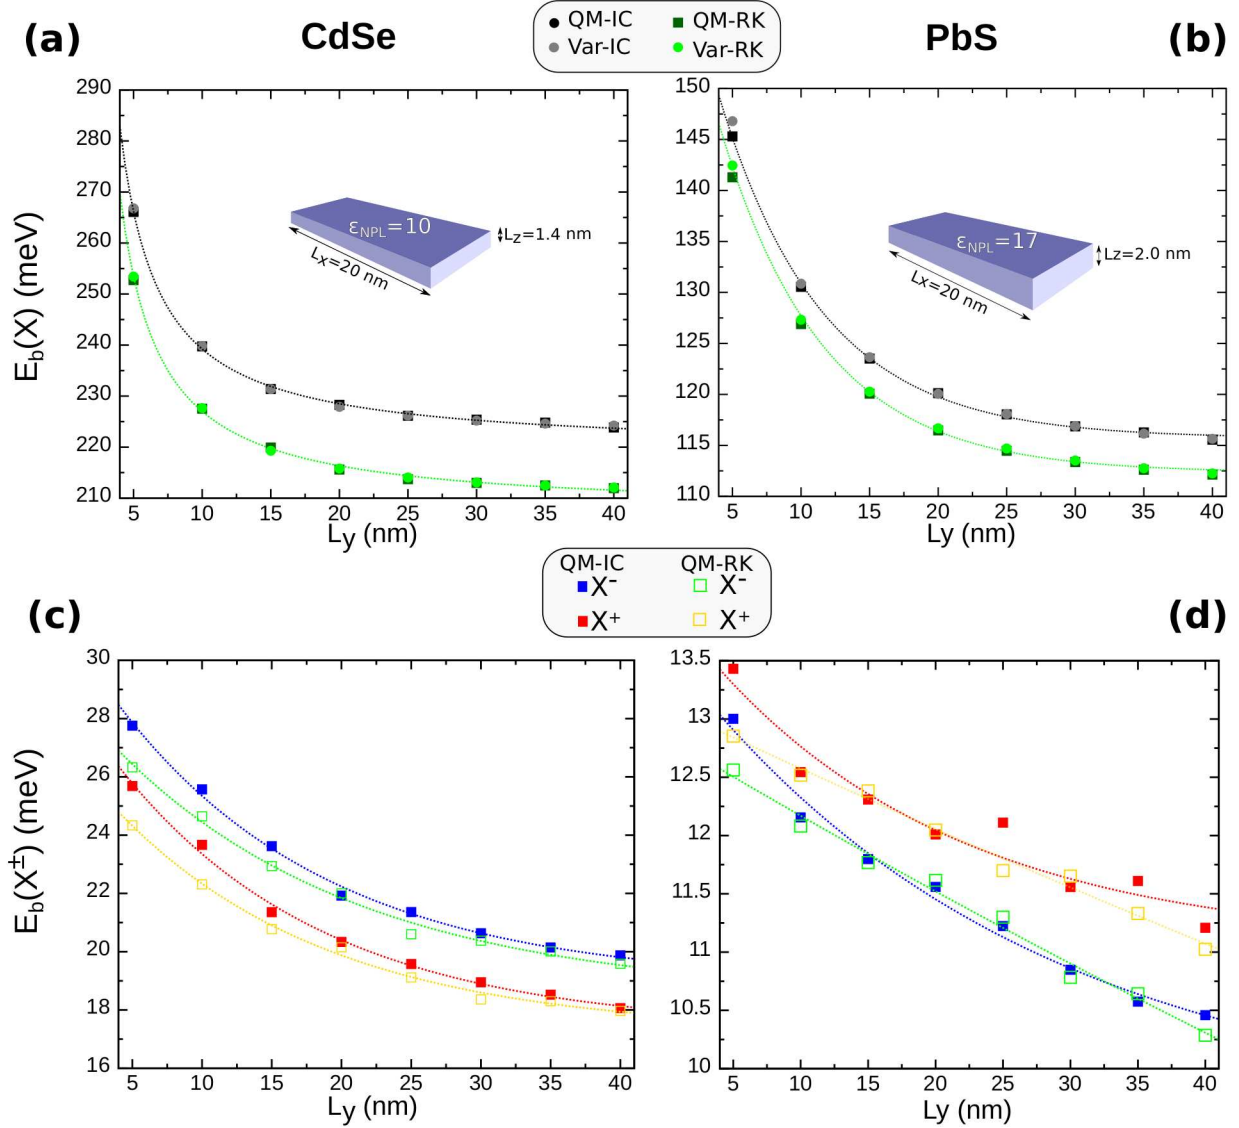 (a)
CdSe
QM-IC
QM-RK
Var-IC
Var-RK
PbS
(b)
290
280
270
260
250
240
230
220
210
E_b(X) (meV)
ε_NPL=10
L_z=1.4 nm
L_x=20 nm
5 10 15 20 25 30 35 40
L_y (nm)
150
145
140
135
130
125
120
115
110
ε_NPL=17
Lz=2.0 nm
Lx=20 nm
5 10 15 20 25 30 35 40
Ly (nm)
QM-IC
QM-RK
X^-
X^-
X^+
X^+
(c)
(d)
30
28
26
24
22
20
18
16
E_b(X^±) (meV)
5 10 15 20 25 30 35 40
L_y (nm)
13.5
13
12.5
12
11.5
11
10.5
10
5 10 15 20 25 30 35 40
Ly (nm)